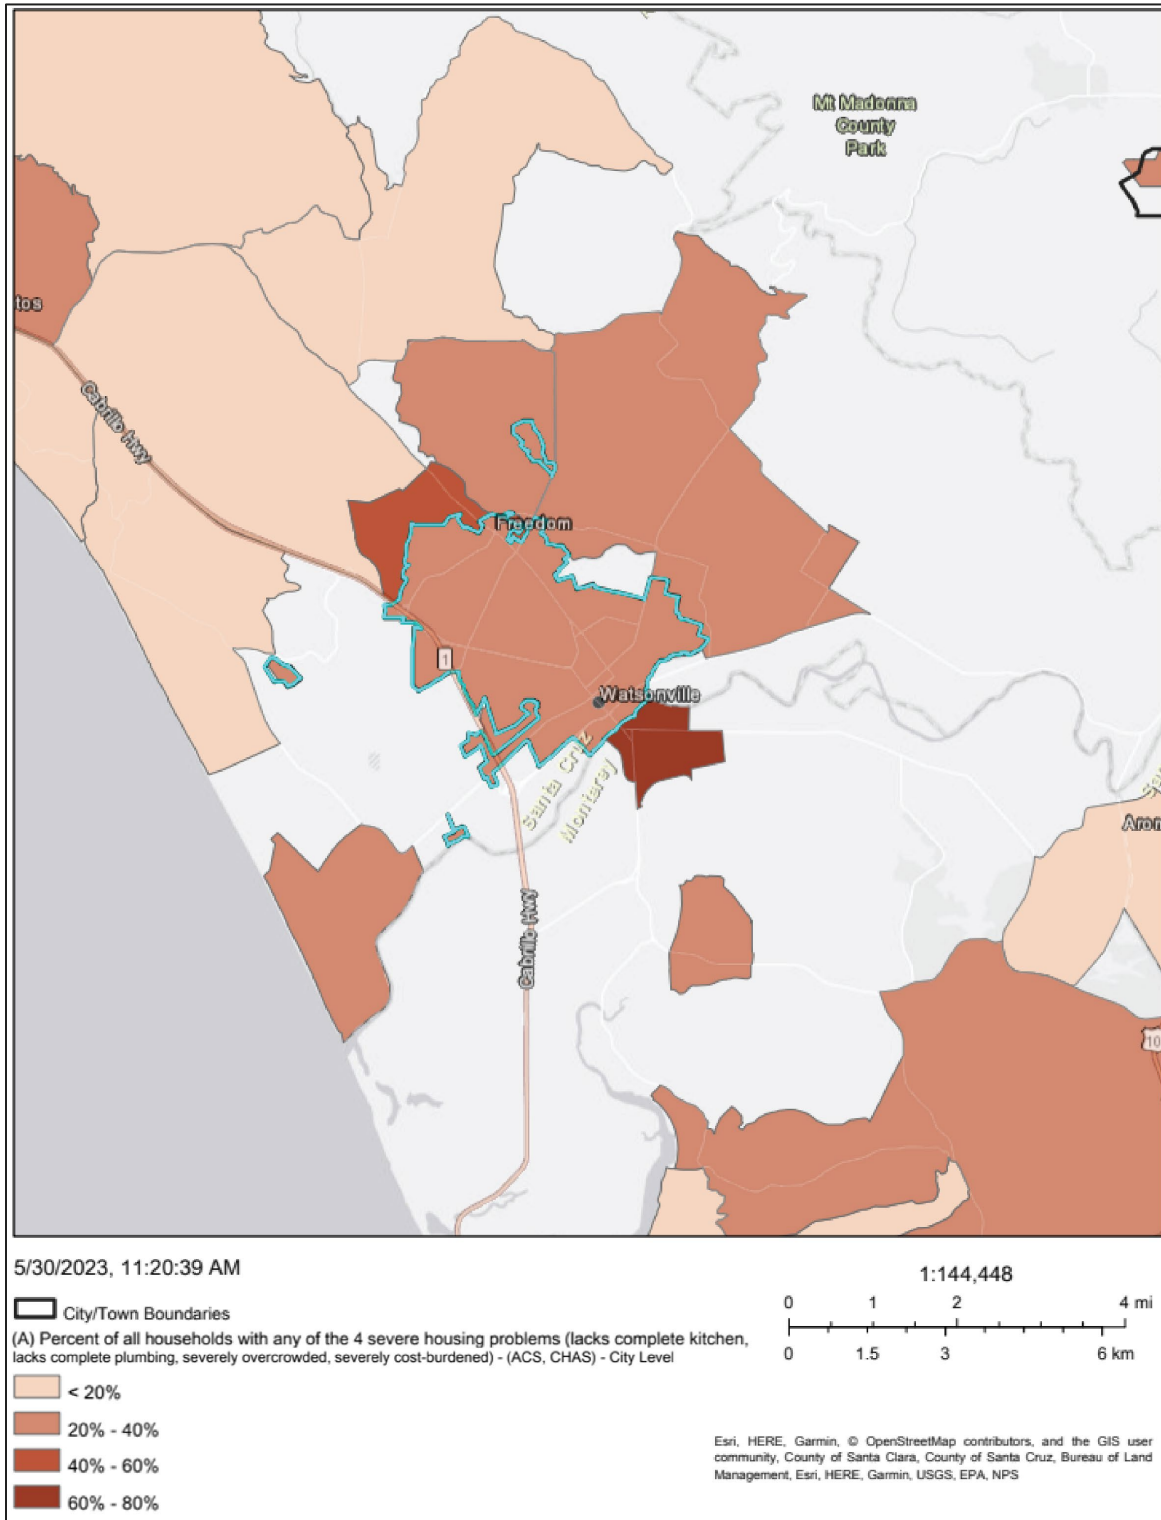 Mt Madonna
County
Park
tos
Cabrillo Hwy
Freedom
1
Watsonville
Santa Cruz
Monterey
Arom
Cabrillo Hwy
10
5/30/2023, 11:20:39 AM
1:144,448
City/Town Boundaries
0 1 2 4 mi
0 1.5 3 6 km
(A) Percent of all households with any of the 4 severe housing problems (lacks complete kitchen,
lacks complete plumbing, severely overcrowded, severely cost-burdened) - (ACS, CHAS) - City Level
< 20%
20% - 40%
40% - 60%
60% - 80%
Esri, HERE, Garmin, © OpenStreetMap contributors, and the GIS user
community, County of Santa Clara, County of Santa Cruz, Bureau of Land
Management, Esri, HERE, Garmin, USGS, EPA, NPS